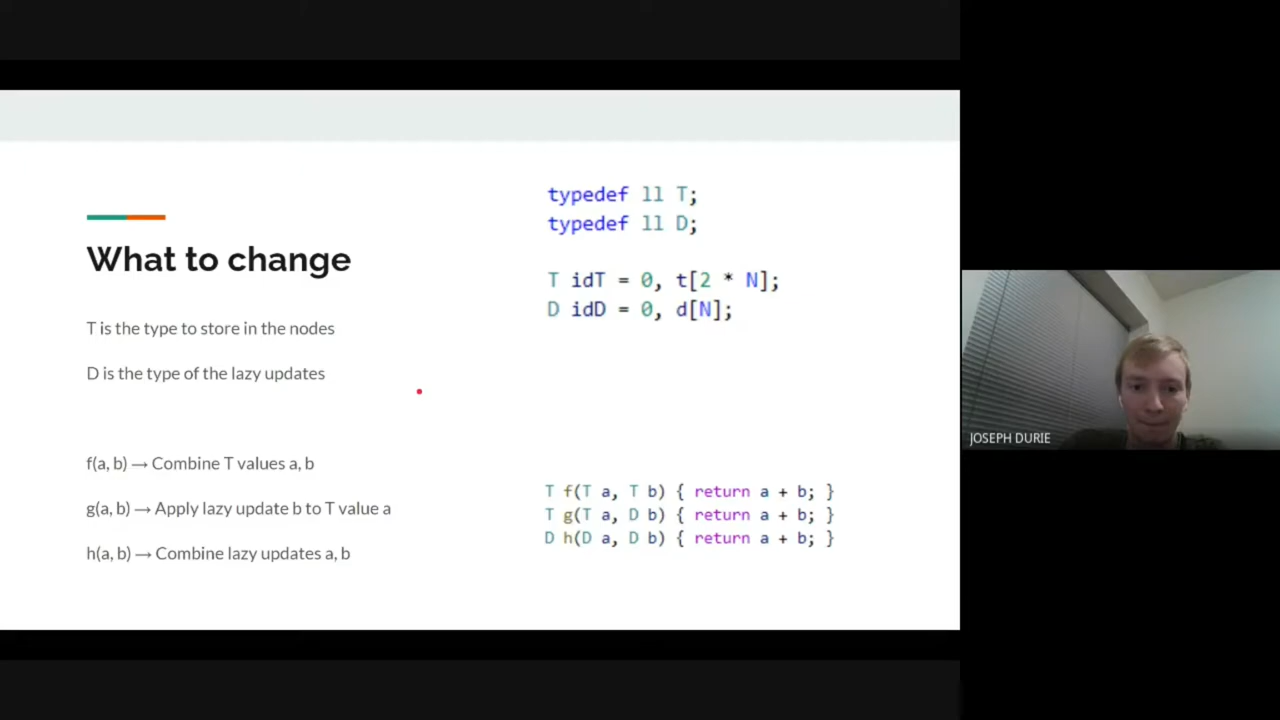 What to change
T is the type to store in the nodes
D is the type of the lazy updates
f(a, b) → Combine T values a, b
g(a, b) → Apply lazy update b to T value a
h(a, b) → Combine lazy updates a, b
typedef ll T;
typedef ll D;
T idT = 0, t[2 * N];
D idD = 0, d[N];
T f(T a, T b) { return a + b; }
T g(T a, D b) { return a + b; }
D h(D a, D b) { return a + b; }
JOSEPH DURIE